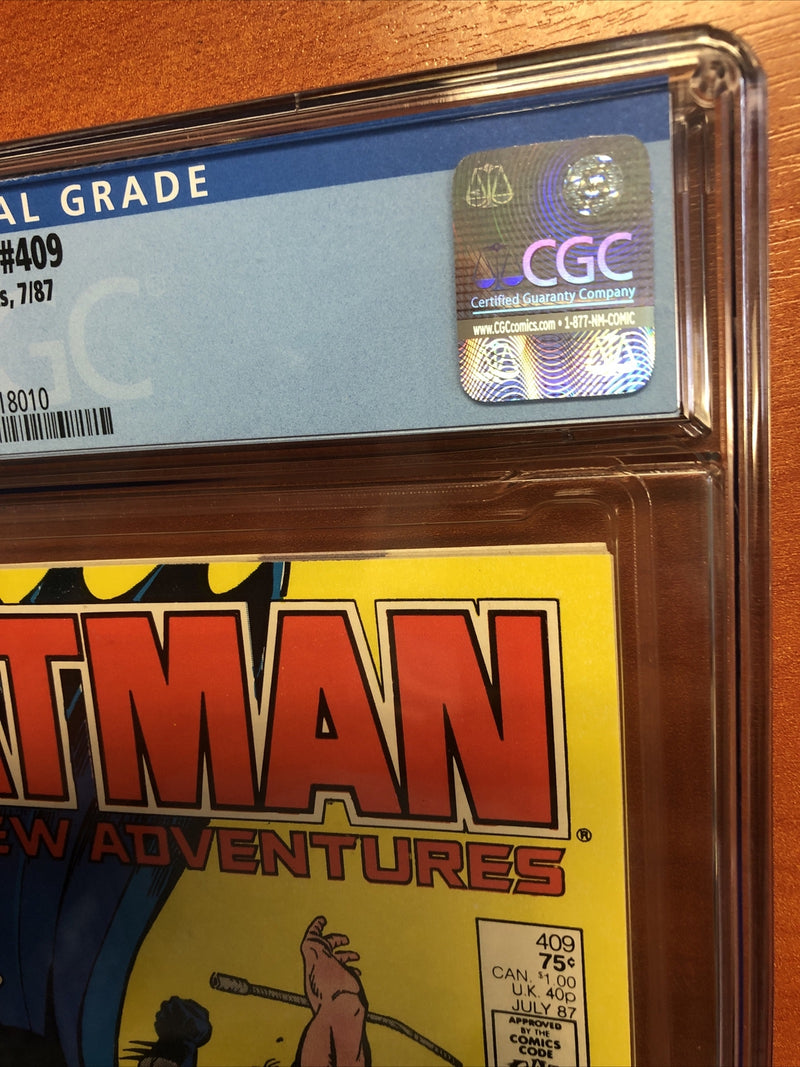 AL GRADE
#409
s, 7/87
18010
CGC
Certified Guaranty Company
www.CGCcomics.com • 1-877-NM-COMIC
ATMAN
®
EW ADVENTURES
409
75¢
CAN. $1.00
U.K. 40p
JULY 87
APPROVED
BY THE
COMICS
CODE